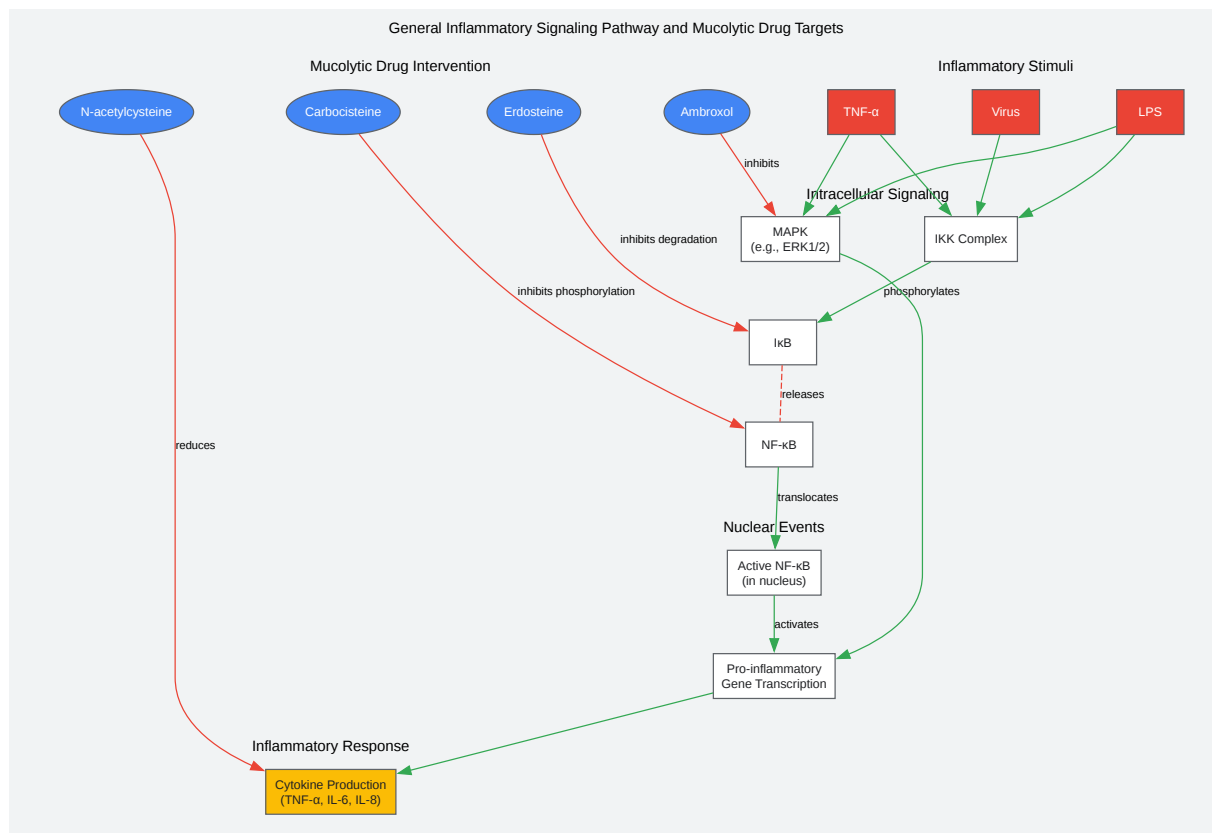 General Inflammatory Signaling Pathway and Mucolytic Drug Targets
Mucolytic Drug Intervention
Inflammatory Stimuli
N-acetylcysteine
Carbocisteine
Erdosteine
Ambroxol
TNF-α
Virus
LPS
inhibits
Intracellular Signaling
MAPK
(e.g., ERK1/2)
IKK Complex
inhibits degradation
inhibits phosphorylation
phosphorylates
IκB
releases
NF-κB
reduces
translocates
Nuclear Events
Active NF-κB
(in nucleus)
activates
Pro-inflammatory
Gene Transcription
Inflammatory Response
Cytokine Production
(TNF-α, IL-6, IL-8)